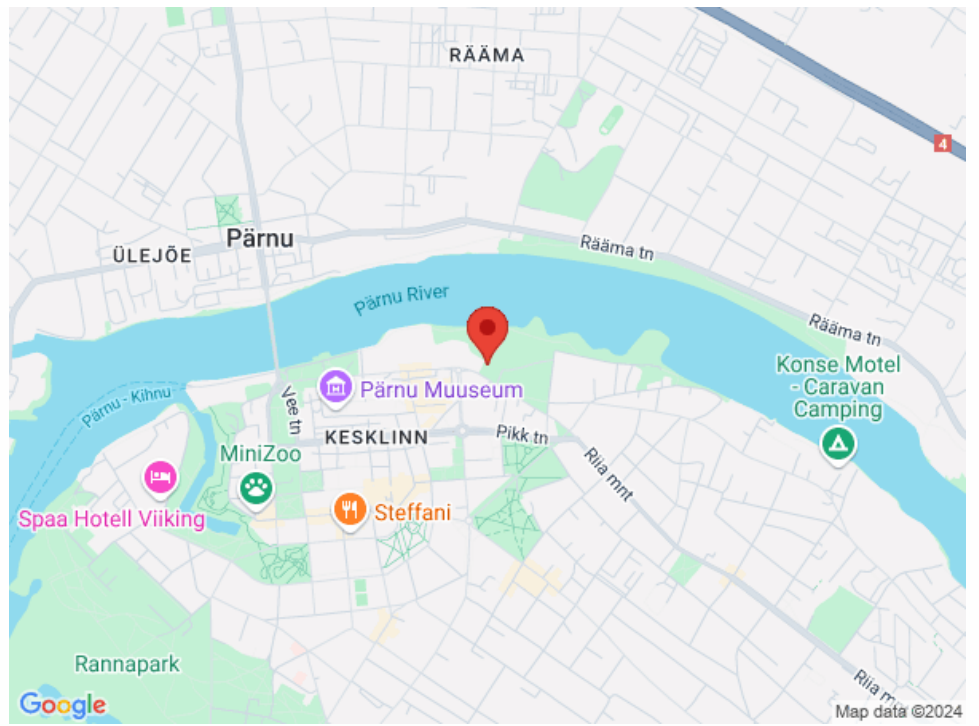 RÄÄMA
4
Pärnu
ÜLEJÕE
Rääma tn
Pärnu River
Rääma tn
Konse Motel
- Caravan
Camping
Pärnu - Kihnu
Vee tn
Pärnu Muuseum
KESKLINN
Pikk tn
MiniZoo
Riia mnt
Steffani
Spaa Hotell Viiking
Rannapark
Riia mnt
Google
Map data ©2024